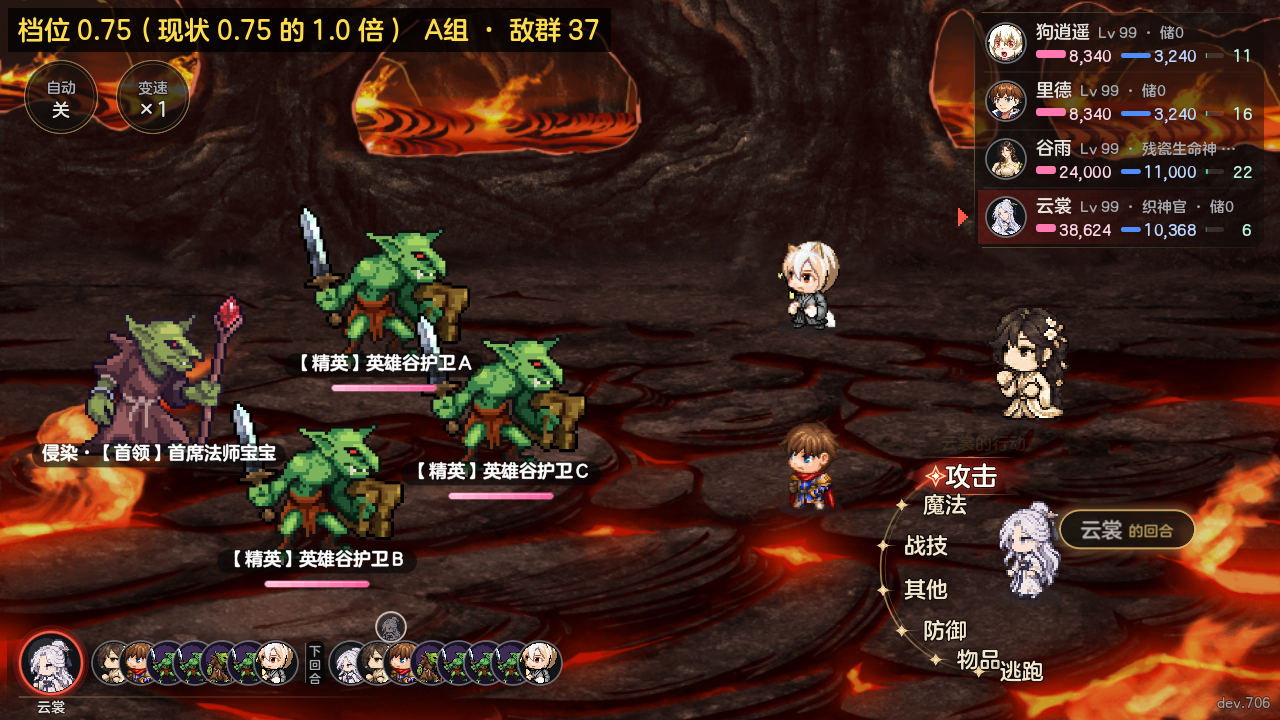 档位 0.75 ( 现状 0.75 的 1.0 倍 ) A组 · 敌群 37
自动
关
变速
×1
狗逍遥 Lv 99 · 储0
8,340 3,240 11
里德 Lv 99 · 储0
8,340 3,240 16
谷雨 Lv 99 · 残瓷生命神 ···
24,000 11,000 22
云裳 Lv 99 · 织神官 · 储0
38,624 10,368 6
【精英】英雄谷护卫A
侵染·【首领】首席法师宝宝
【精英】英雄谷护卫C
【精英】英雄谷护卫B
的行动
攻击
魔法
战技
其他
防御
物品
逃跑
云裳 的回合
下回合
云裳
dev.706